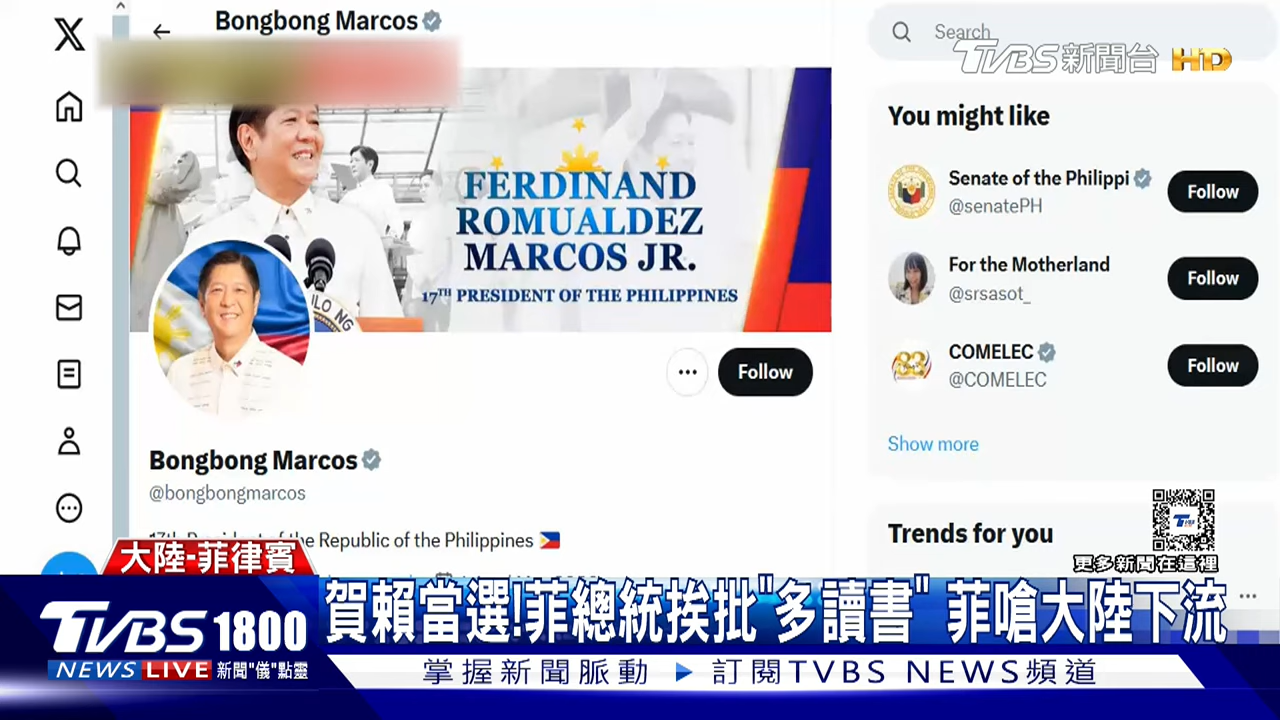 Bongbong Marcos
FERDINAND
ROMUALDEZ
MARCOS JR.
17TH PRESIDENT OF THE PHILIPPINES
ILO NG
Follow
Bongbong Marcos
@bongbongmarcos
17th President of the Republic of the Philippines
Search
TVBS新聞台 HD
You might like
Senate of the Philippi
@senatePH
Follow
For the Motherland
@srsasot_
Follow
COMELEC
@COMELEC
Follow
Show more
Trends for you
更多新聞在這裡
大陸-菲律賓
賀賴當選!菲總統挨批"多讀書" 菲嗆大陸下流
TVBS 1800
NEWS LIVE 新聞"儀"點靈
掌握新聞脈動 ▶ 訂閱TVBS NEWS頻道